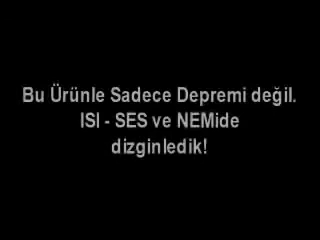 Bu Ürünle Sadece Depremi değil.
ISI - SES ve NEMide
dizginledik!